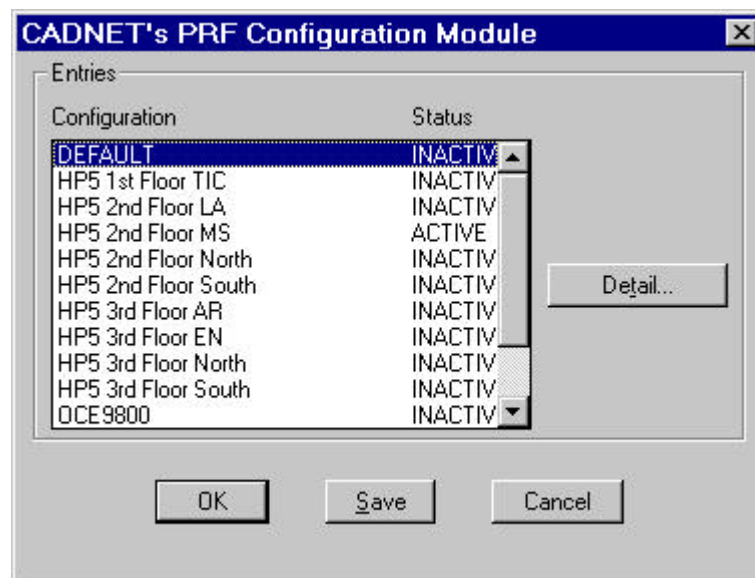 CADNET's PRF Configuration Module
Entries
Configuration Status
DEFAULT INACTIV
HP5 1st Floor TIC INACTIV
HP5 2nd Floor LA INACTIV
HP5 2nd Floor MS ACTIVE
HP5 2nd Floor North INACTIV
HP5 2nd Floor South INACTIV
HP5 3rd Floor AR INACTIV
HP5 3rd Floor EN INACTIV
HP5 3rd Floor North INACTIV
HP5 3rd Floor South INACTIV
OCE9800 INACTIV
Detail...
OK Save Cancel